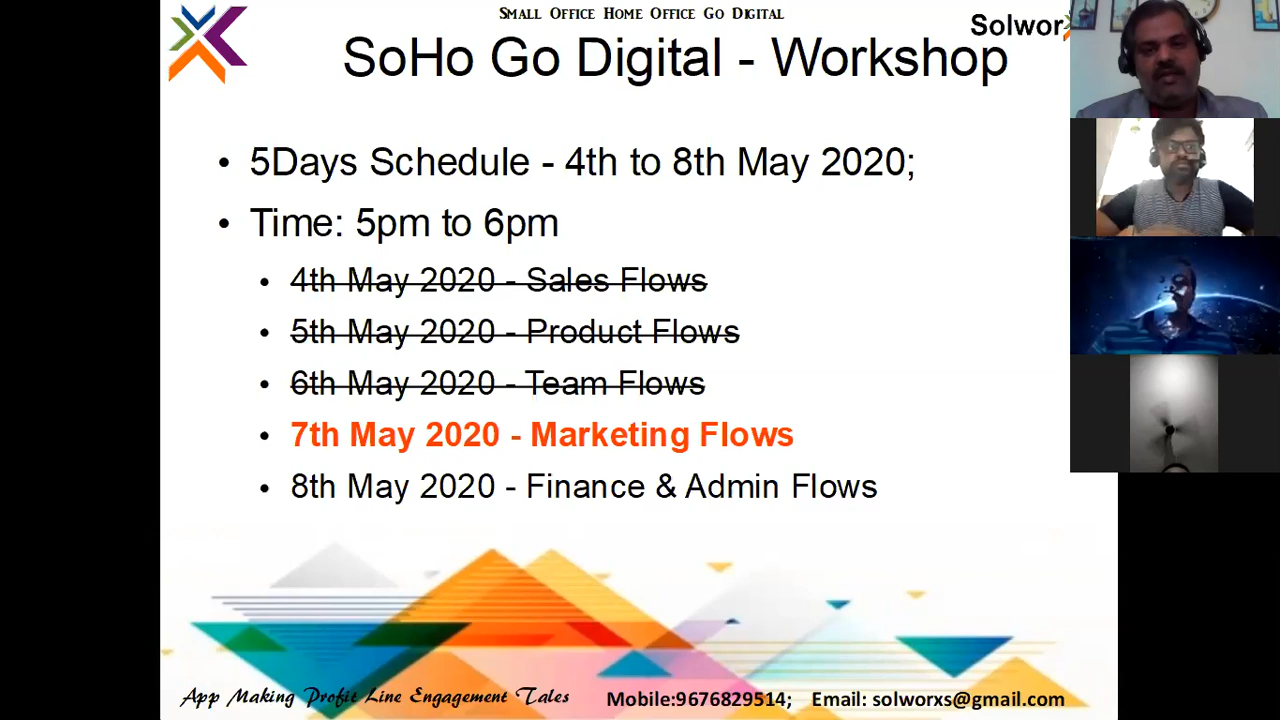 Small Office Home Office Go Digital
Solwor
SoHo Go Digital - Workshop
• 5Days Schedule - 4th to 8th May 2020;
• Time: 5pm to 6pm
• 4th May 2020 - Sales Flows
• 5th May 2020 - Product Flows
• 6th May 2020 - Team Flows
• 7th May 2020 - Marketing Flows
• 8th May 2020 - Finance & Admin Flows
App Making Profit Line Engagement Tales
Mobile:9676829514; Email: solworxs@gmail.com